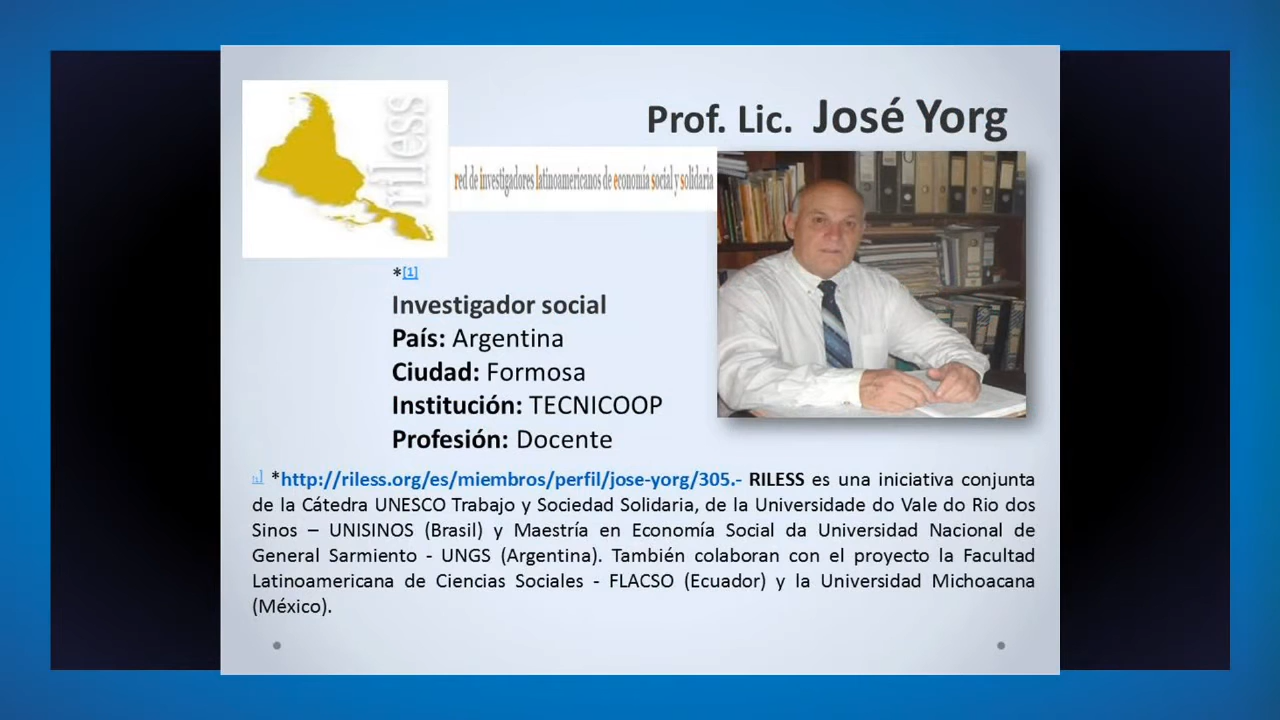 Prof. Lic. José Yorg
riless
red de investigadores latinoamericanos de economía social y solidaria
*[1]
Investigador social
País: Argentina
Ciudad: Formosa
Institución: TECNICOOP
Profesión: Docente
[1] *http://riless.org/es/miembros/perfil/jose-yorg/305.- RILESS es una iniciativa conjunta
de la Cátedra UNESCO Trabajo y Sociedad Solidaria, de la Universidade do Vale do Rio dos
Sinos – UNISINOS (Brasil) y Maestría en Economía Social da Universidad Nacional de
General Sarmiento - UNGS (Argentina). También colaboran con el proyecto la Facultad
Latinoamericana de Ciencias Sociales - FLACSO (Ecuador) y la Universidad Michoacana
(México).